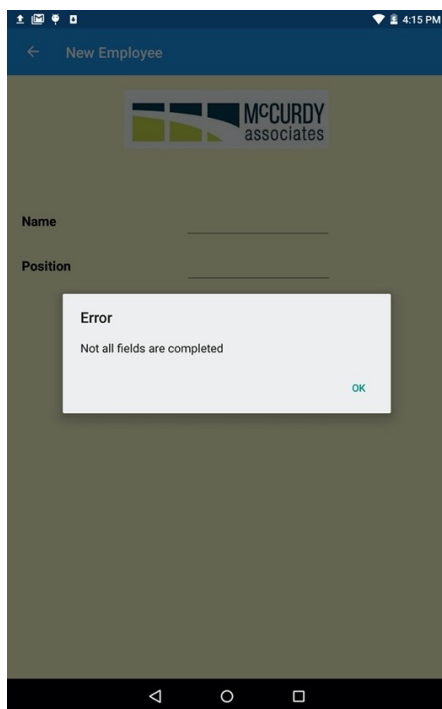 4:15 PM
New Employee
McCURDY
associates
Name
Position
Error
Not all fields are completed
OK